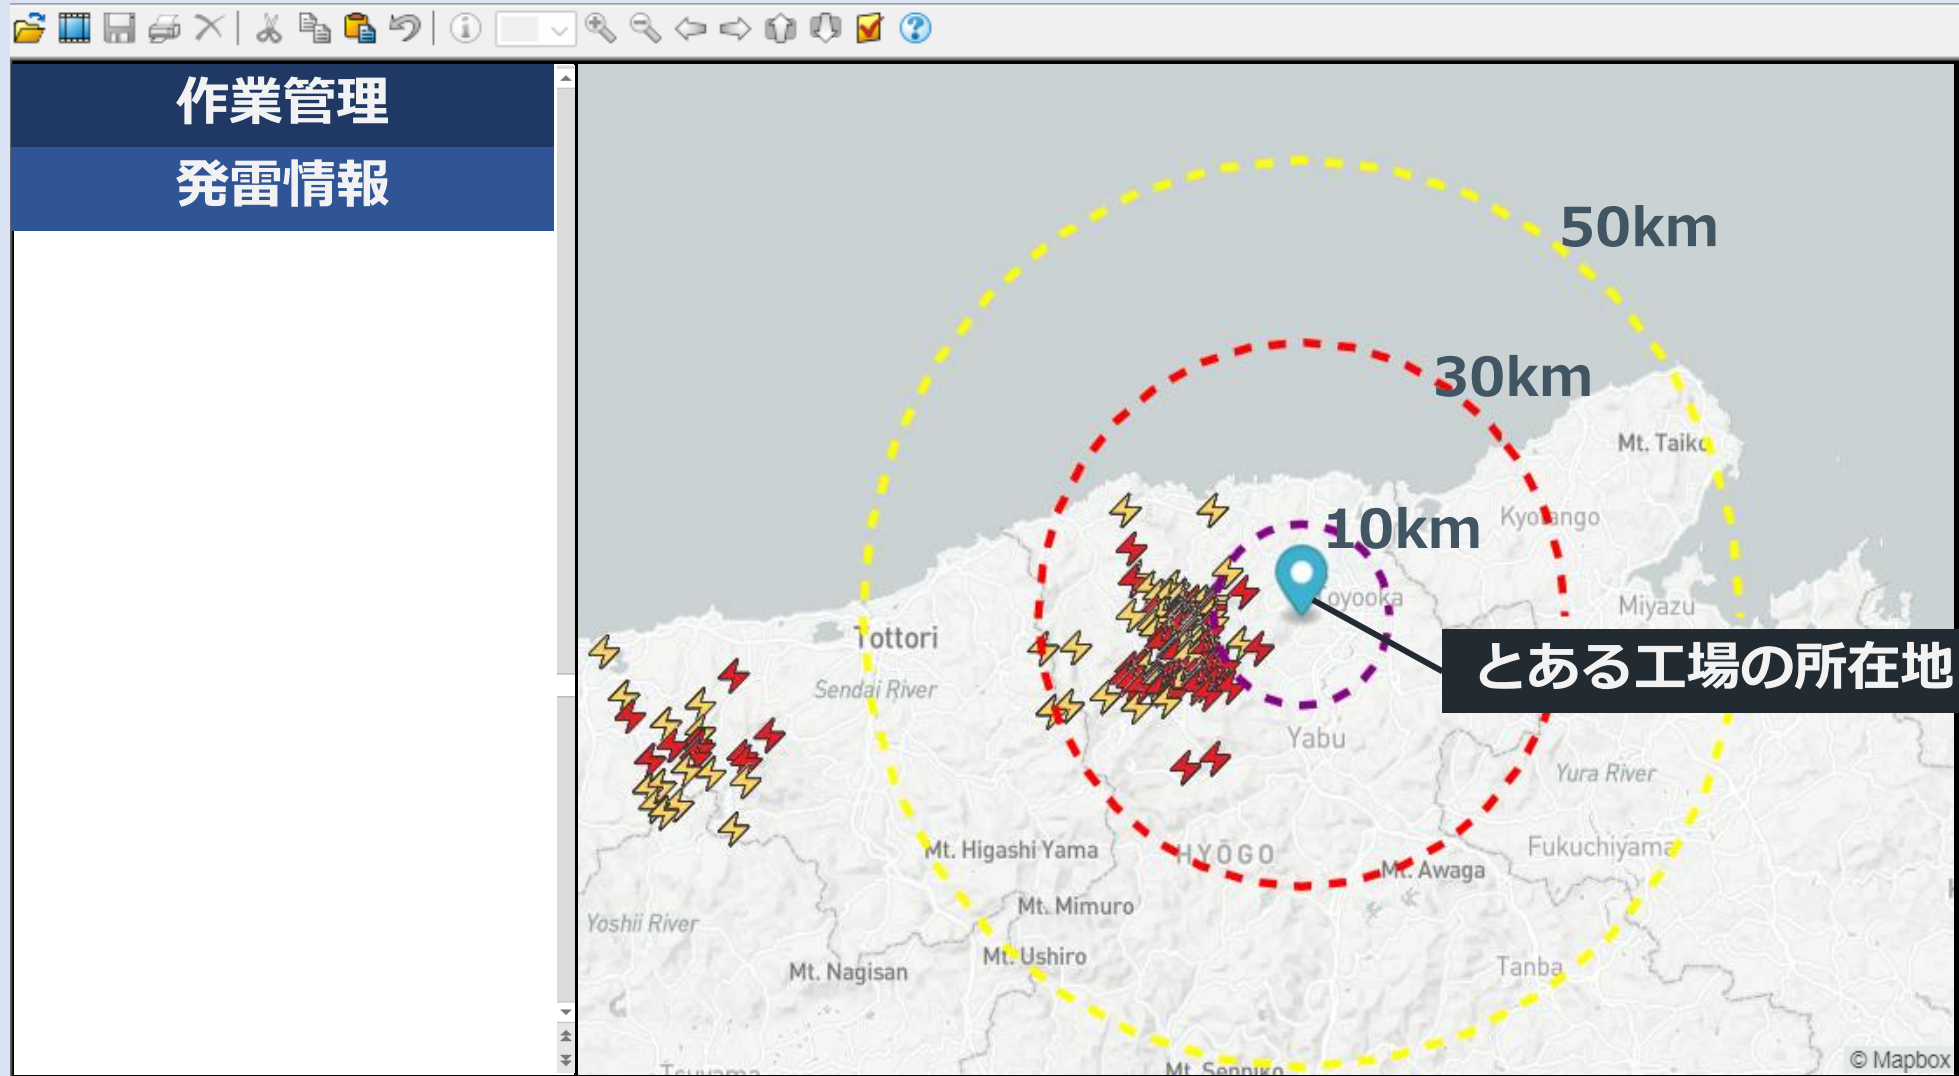 作業管理
発雷情報
50km
30km
Mt. Taiko
10km
Kyotango
Toyooka
Miyazu
Tottori
とある工場の所在地
Sendai River
Yabu
Yura River
Mt. Higashi Yama
HYŌGO
Fukuchiyama
Mt. Awaga
Mt. Mimuro
Yoshii River
Mt. Ushiro
Mt. Nagisan
Tanba
© Mapbox